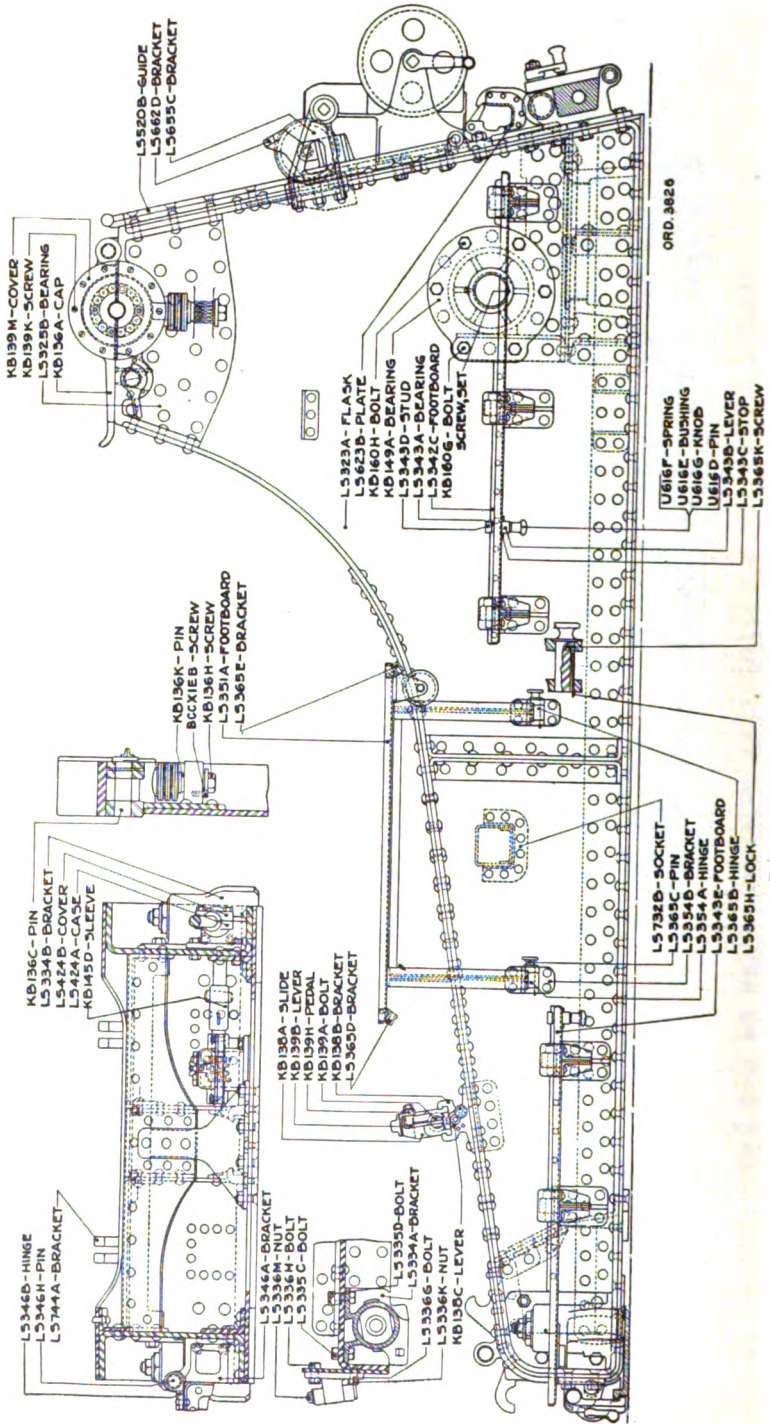 L5346B-HINGE
L5346H-PIN
L5744A-BRACKET
KB136C-PIN
L5334B-BRACKET
L5424B-COVER
L5424A-CASE
KB145D-SLEEVE
KB136K-PIN
BCCX1EB-SCREW
KB136H-SCREW
L5351A-FOOTBOARD
L5365E-BRACKET
KB139M-COVER
KB139K-SCREW
L5325B-BEARING
KB136A-CAP
L5520B-GUIDE
L5662D-BRACKET
L5655C-BRACKET
L5346A-BRACKET
L5336M-NUT
L5336H-BOLT
L5335C-BOLT
L5335D-BOLT
L5334A-BRACKET
L5336G-BOLT
L5336K-NUT
KB138C-LEVER
KB138A-SLIDE
KB139B-LEVER
KB139H-PEDAL
KB139A-BOLT
KB138B-BRACKET
L5365D-BRACKET
L5323A-FLASK
L5623B-PLATE
KB160H-BOLT
KB149A-BEARING
L5343D-STUD
L5343A-BEARING
L5342C-FOOTBOARD
KB160G-BOLT
SCREW, SET
U616F-SPRING
U616E-BUSHING
U616G-KNOB
U616D-PIN
L5343B-LEVER
L5343C-STOP
L5365K-SCREW
L5732B-SOCKET
L5365C-PIN
L5354B-BRACKET
L5354A-HINGE
L5343E-FOOTBOARD
L5365B-HINGE
L5365H-LOCK
ORD. 3826